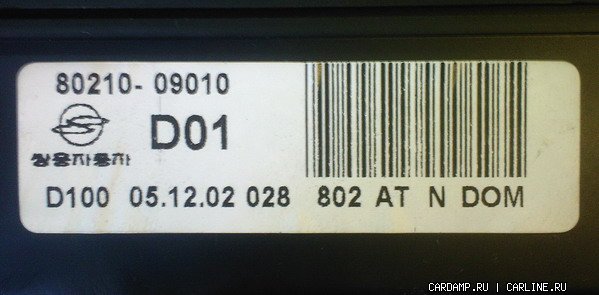 80210- 09010
D01
쌍용자동차
D100 05.12.02 028 802 AT N DOM
CARDAMP.RU | CARLINE.RU